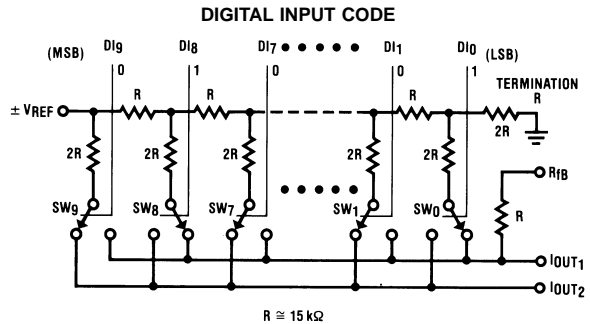 DIGITAL INPUT CODE
(MSB) DI9 DI8 DI7 DI1 DI0 (LSB)
0 1 0 0 1
TERMINATION
R
± VREF R R R 2R
2R 2R 2R 2R 2R
RfB
SW9 SW8 SW7 SW1 SW0
R
IOUT1
IOUT2
R ≅ 15 kΩ